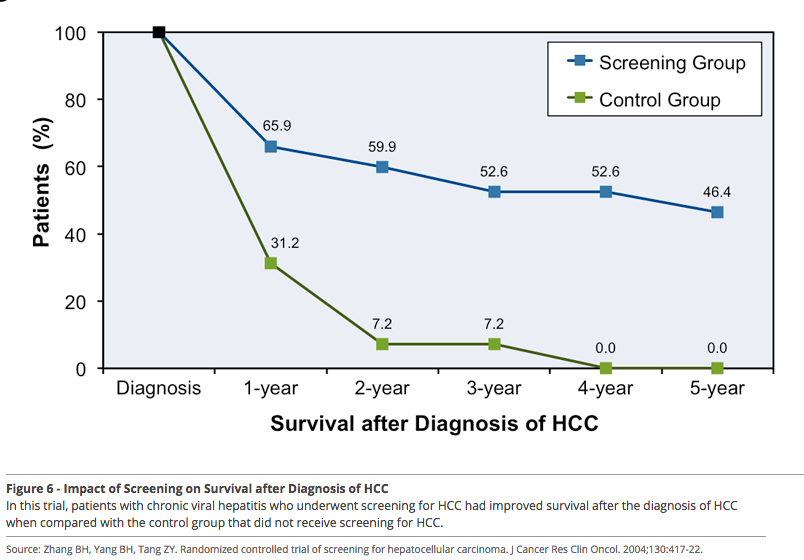 100
80
60
40
20
0
Patients (%)
Screening Group
Control Group
65.9
59.9
52.6
52.6
46.4
31.2
7.2
7.2
0.0
0.0
Diagnosis 1-year 2-year 3-year 4-year 5-year
Survival after Diagnosis of HCC
Figure 6 - Impact of Screening on Survival after Diagnosis of HCC
In this trial, patients with chronic viral hepatitis who underwent screening for HCC had improved survival after the diagnosis of HCC
when compared with the control group that did not receive screening for HCC.
Source: Zhang BH, Yang BH, Tang ZY. Randomized controlled trial of screening for hepatocellular carcinoma. J Cancer Res Clin Oncol. 2004;130:417-22.